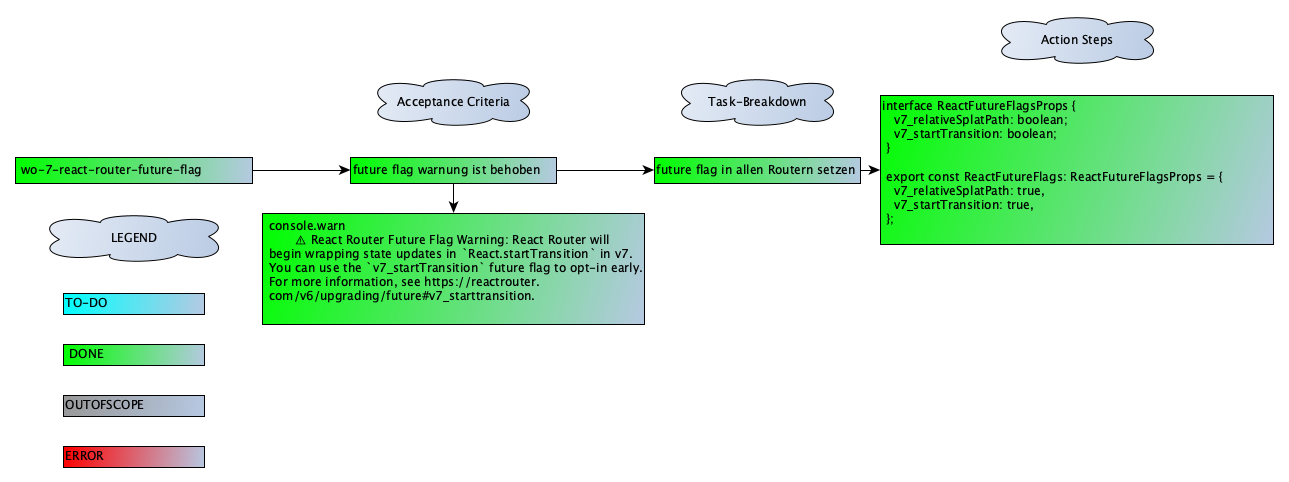 Action Steps
Acceptance Criteria
Task-Breakdown
wo-7-react-router-future-flag
future flag warnung ist behoben
future flag in allen Routern setzen
interface ReactFutureFlagsProps {
v7_relativeSplatPath: boolean;
v7_startTransition: boolean;
}
export const ReactFutureFlags: ReactFutureFlagsProps = {
v7_relativeSplatPath: true,
v7_startTransition: true,
};
console.warn
⚠ React Router Future Flag Warning: React Router will
begin wrapping state updates in `React.startTransition` in v7.
You can use the `v7_startTransition` future flag to opt-in early.
For more information, see https://reactrouter.
com/v6/upgrading/future#v7_starttransition.
LEGEND
TO-DO
DONE
OUTOFSCOPE
ERROR